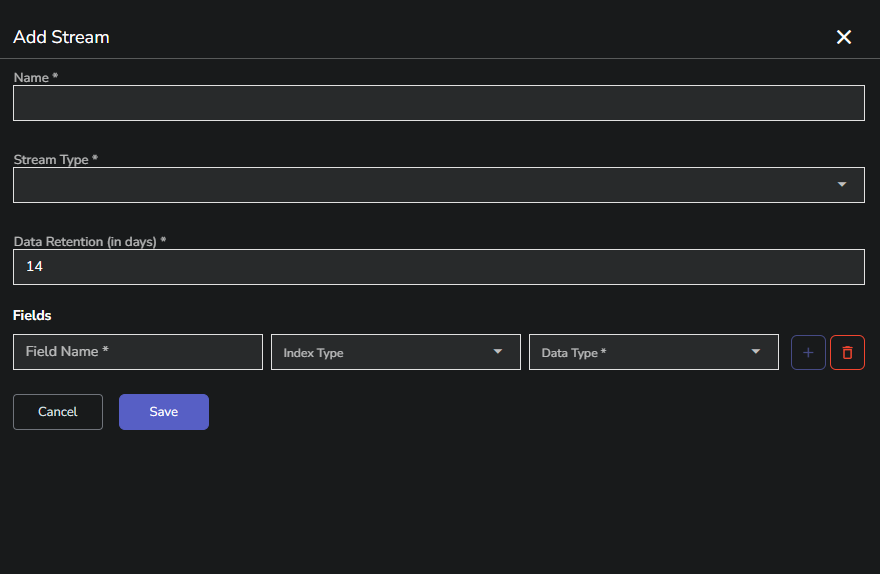 Add Stream
Name *
Stream Type *
Data Retention (in days) *
14
Fields
Field Name * Index Type Data Type *
Cancel Save